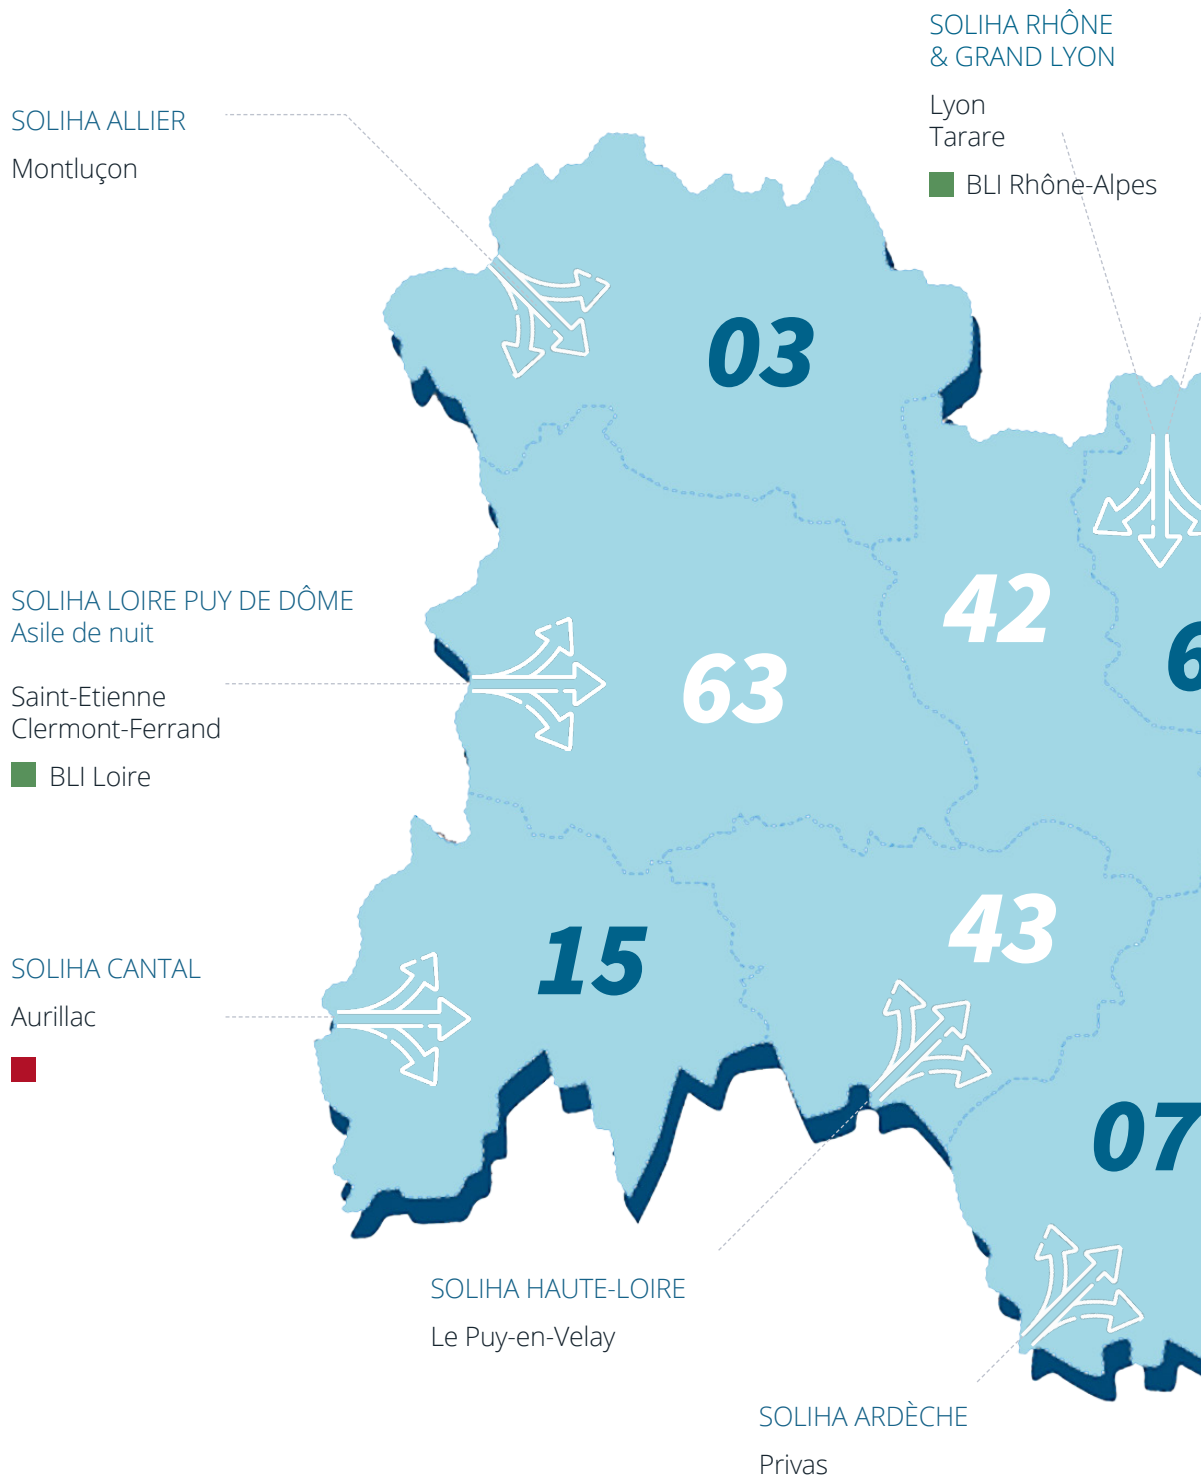 SOLIHA RHÔNE
& GRAND LYON
Lyon
Tarare
BLI Rhône-Alpes
SOLIHA ALLIER
Montluçon
03
42
6
SOLIHA LOIRE PUY DE DÔME
Asile de nuit
Saint-Etienne
Clermont-Ferrand
BLI Loire
63
43
15
SOLIHA CANTAL
Aurillac
07
SOLIHA HAUTE-LOIRE
Le Puy-en-Velay
SOLIHA ARDÈCHE
Privas